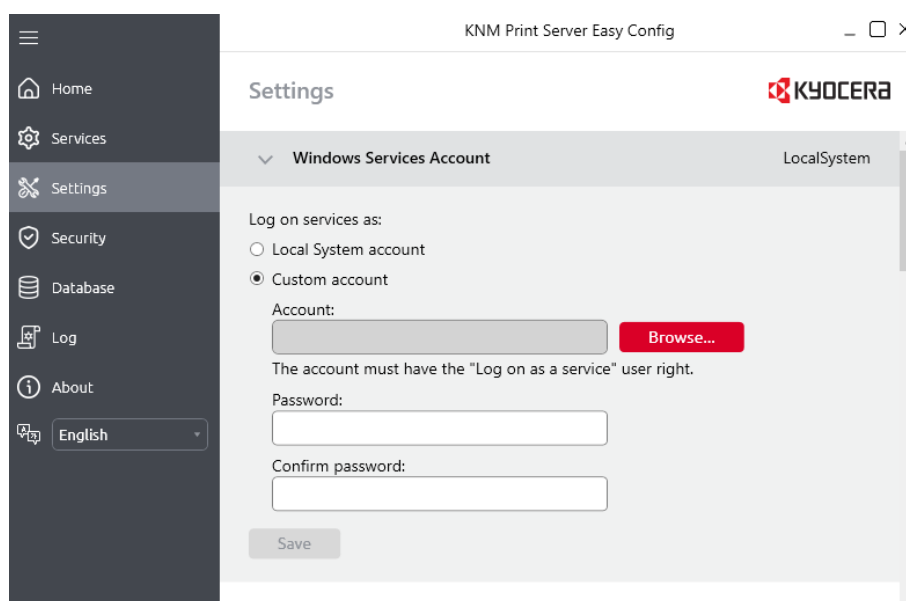 KNM Print Server Easy Config
Home
Services
Settings
Security
Database
Log
About
English
Settings
KYOCERA
Windows Services Account
LocalSystem
Log on services as:
Local System account
Custom account
Account:
Browse...
The account must have the "Log on as a service" user right.
Password:
Confirm password:
Save